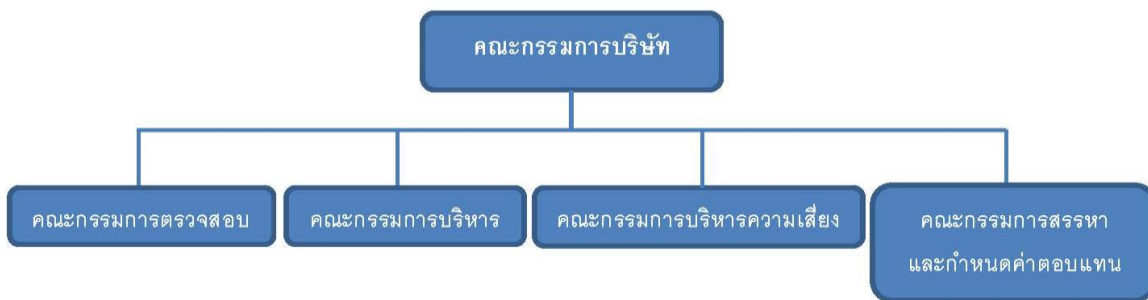 คณะกรรมการบริษัท
คณะกรรมการตรวจสอบ
คณะกรรมการบริหาร
คณะกรรมการบริหารความเสี่ยง
คณะกรรมการสรรหา
และกำหนดค่าตอบแทน